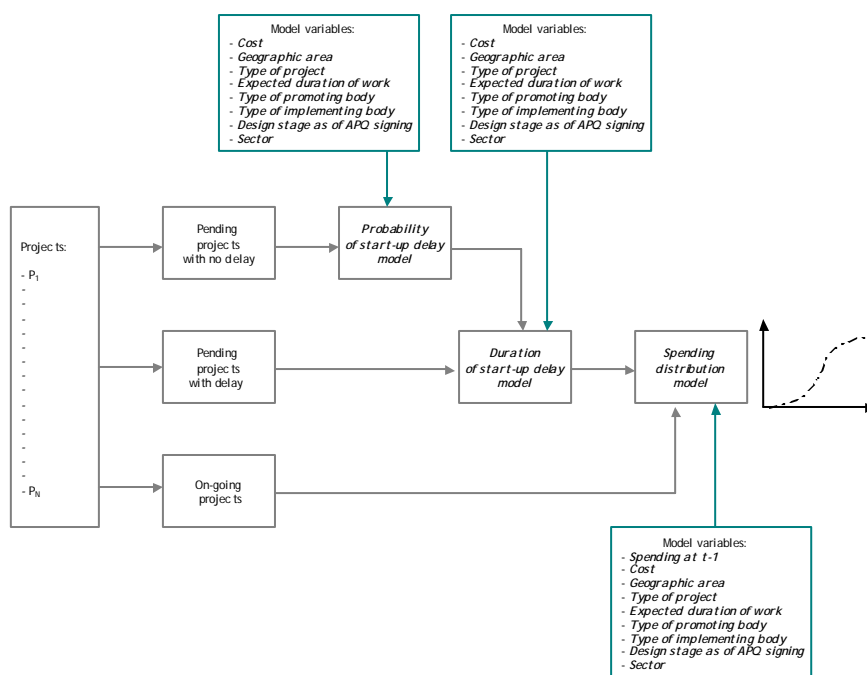 Model variables:
- Cost
- Geographic area
- Type of project
- Expected duration of work
- Type of promoting body
- Type of implementing body
- Design stage as of APQ signing
- Sector
Model variables:
- Cost
- Geographic area
- Type of project
- Expected duration of work
- Type of promoting body
- Type of implementing body
- Design stage as of APQ signing
- Sector
Projects:
- P1
-
-
-
-
-
-
-
-
-
-
-
-
-
-
- PN
Pending
projects
with no delay
Probability
of start-up delay
model
Pending
projects
with delay
Duration
of start-up delay
model
Spending
distribution
model
On-going
projects
Model variables:
- Spending at t-1
- Cost
- Geographic area
- Type of project
- Expected duration of work
- Type of promoting body
- Type of implementing body
- Design stage as of APQ signing
- Sector